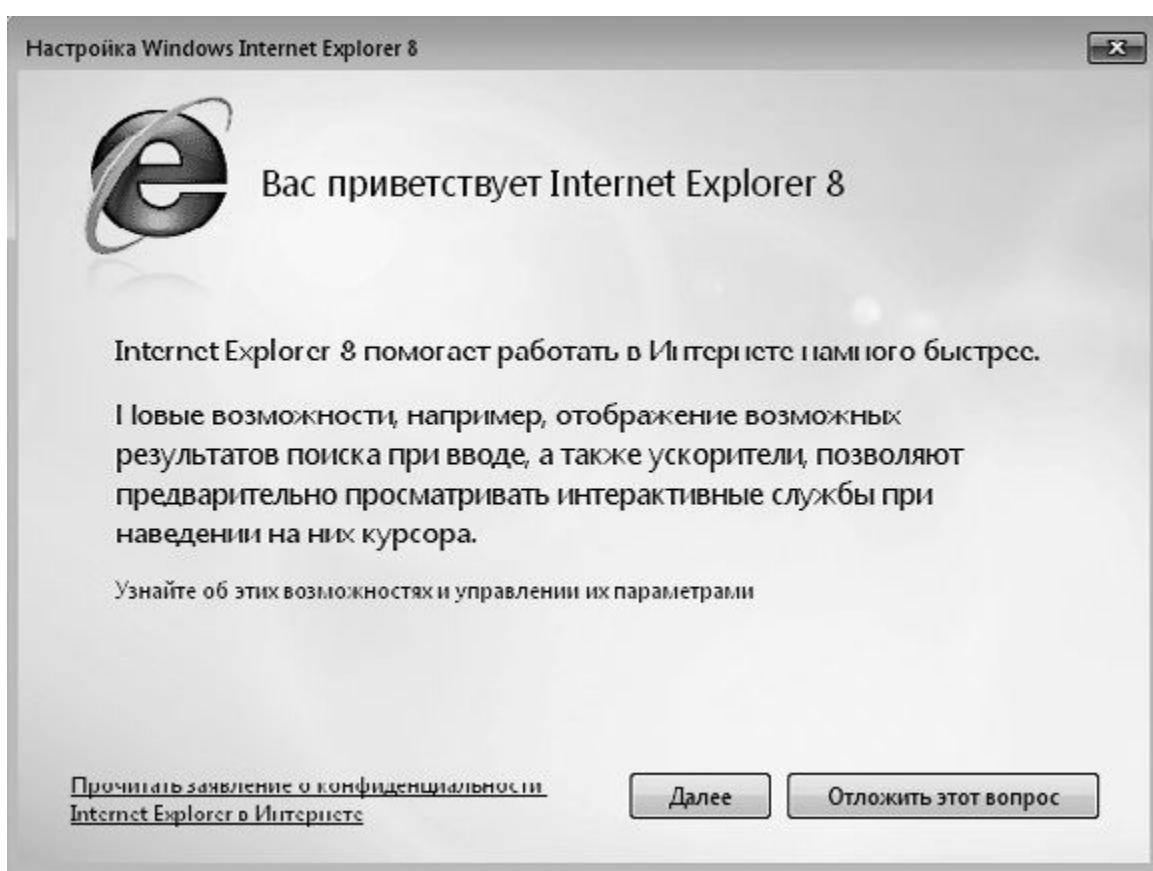 Настройка Windows Internet Explorer 8
Вас приветствует Internet Explorer 8
Internet Explorer 8 помогает работать в Интернете намного быстрее.
Новые возможности, например, отображение возможных
результатов поиска при вводе, а также ускорители, позволяют
предварительно просматривать интерактивные службы при
наведении на них курсора.
Узнайте об этих возможностях и управлении их параметрами
Прочитать заявление о конфиденциальности
Internet Explorer в Интернете
Далее
Отложить этот вопрос